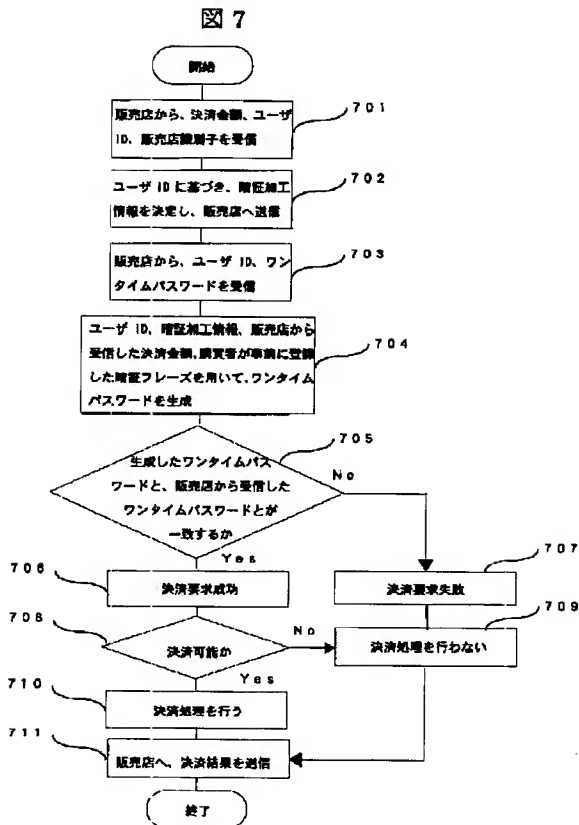 図 7
開始
販売店から、決済金額、ユーザ
ID、販売店識別子を受信
701
ユーザ ID に基づき、暗証加工
情報を決定し、販売店へ送信
702
販売店から、ユーザ ID、ワン
タイムパスワードを受信
703
ユーザ ID、暗証加工情報、販売店から
受信した決済金額、購買者が事前に登録
した暗証フレーズを用いて、ワンタイム
パスワードを生成
704
705
生成したワンタイムパス
ワードと、販売店から受信した
ワンタイムパスワードとが
一致するか
No
Yes
706
決済要求成功
707
決済要求失敗
708
決済可能か
No
709
決済処理を行わない
Yes
710
決済処理を行う
711
販売店へ、決済結果を送信
終了